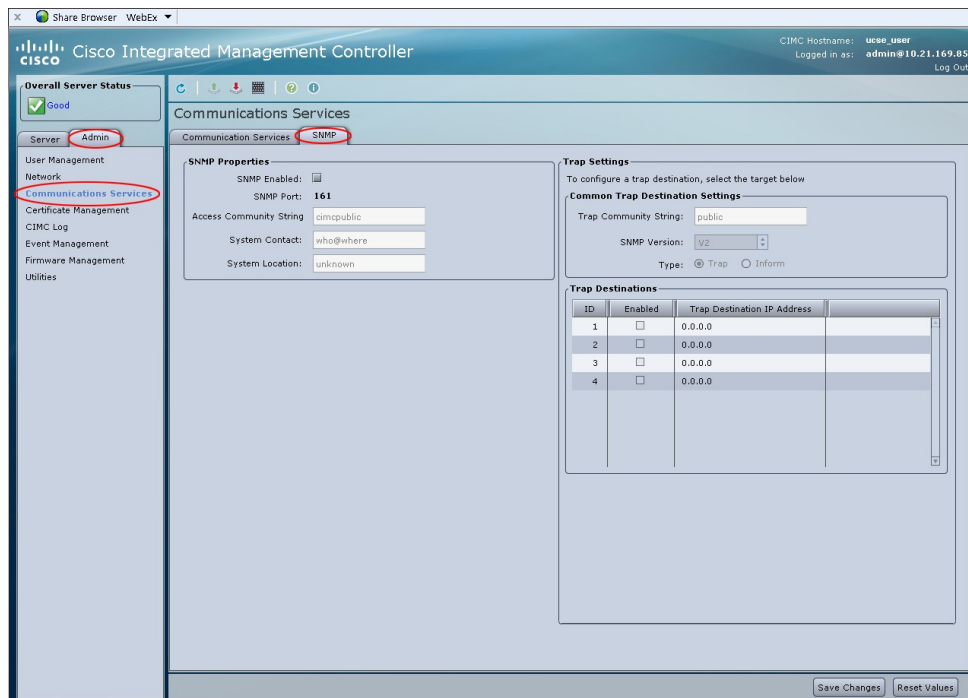 Share Browser WebEx
CISCO Cisco Integrated Management Controller
CIMC Hostname: ucse_user
Logged in as: admin@10.21.169.85
Log Out
Overall Server Status
Good
Server Admin
User Management
Network
Communications Services
Certificate Management
CIMC Log
Event Management
Firmware Management
Utilities
Communications Services
Communication Services SNMP
SNMP Properties
SNMP Enabled:
SNMP Port: 161
Access Community String cimcpublic
System Contact: who@where
System Location: unknown
Trap Settings
To configure a trap destination, select the target below
Common Trap Destination Settings
Trap Community String: public
SNMP Version: V2
Type: Trap Inform
Trap Destinations
ID Enabled Trap Destination IP Address
1 0.0.0.0
2 0.0.0.0
3 0.0.0.0
4 0.0.0.0
Save Changes Reset Values